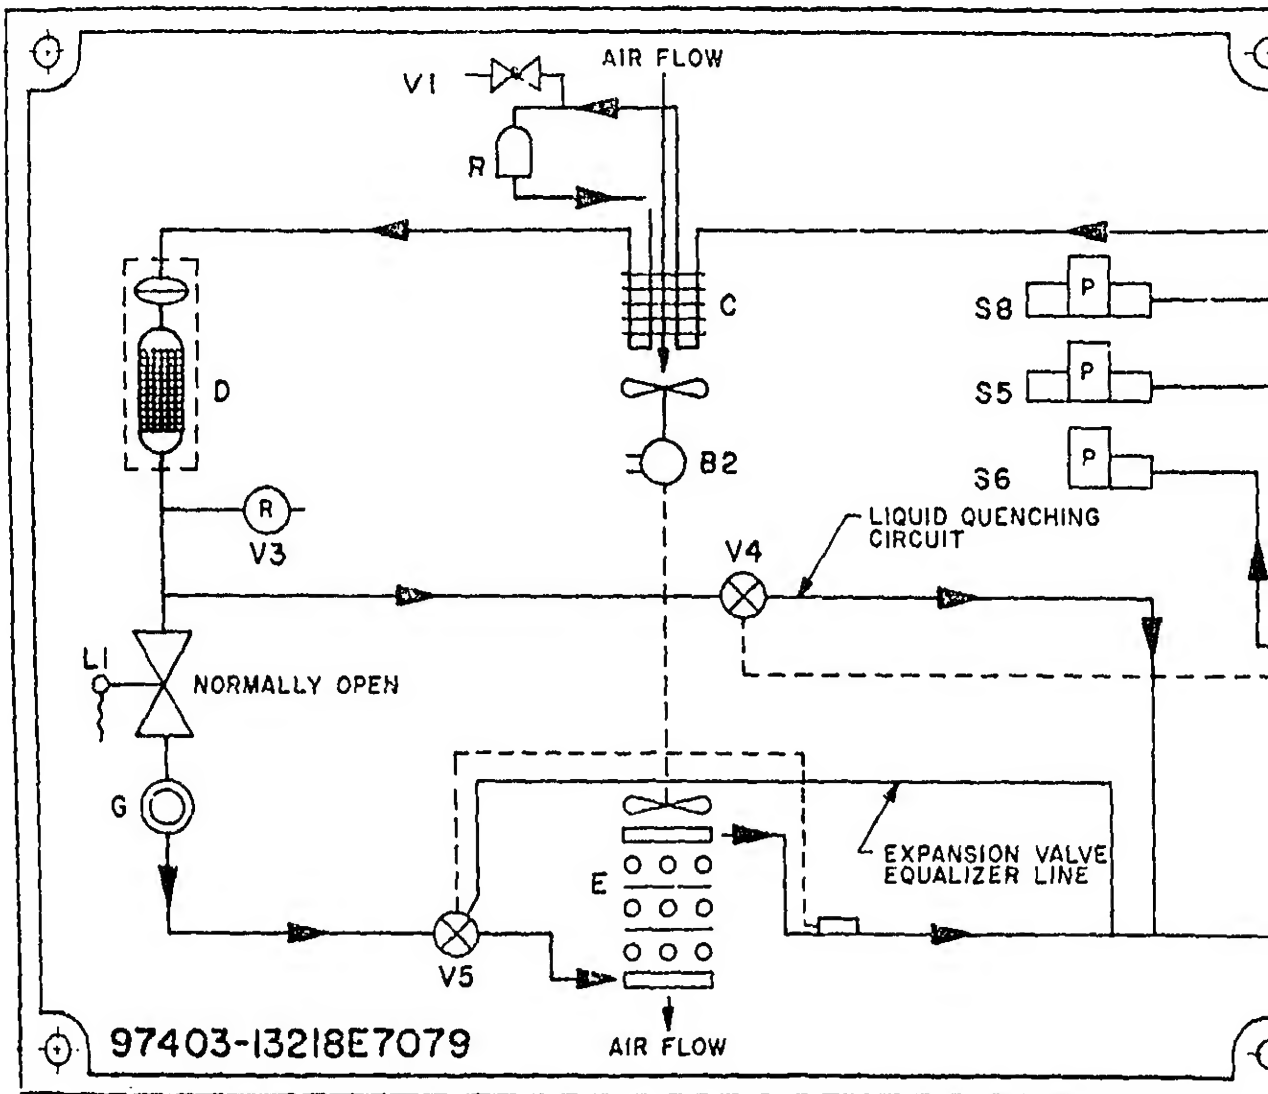 AIR FLOW
V1
R
C
P
S8
P
S5
P
S6
D
B2
R
V3
LIQUID QUENCHING
CIRCUIT
V4
L1
NORMALLY OPEN
G
E
EXPANSION VALVE
EQUALIZER LINE
V5
97403-13218E7079
AIR FLOW